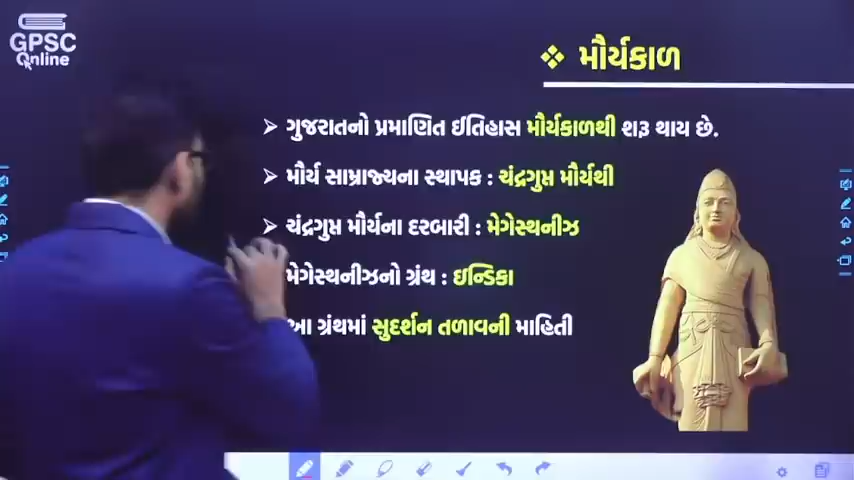 GPSC
Online
❖ મૌર્યકાળ
➢ ગુજરાતનો પ્રમાણિત ઈતિહાસ મૌર્યકાળથી શરૂ થાય છે.
➢ મૌર્ય સામ્રાજ્યના સ્થાપક : ચંદ્રગુપ્ત મૌર્યથી
➢ ચંદ્રગુપ્ત મૌર્યના દરબારી : મેગેસ્થનીઝ
મેગેસ્થનીઝનો ગ્રંથ : ઇન્ડિકા
આ ગ્રંથમાં સુદર્શન તળાવની માહિતી